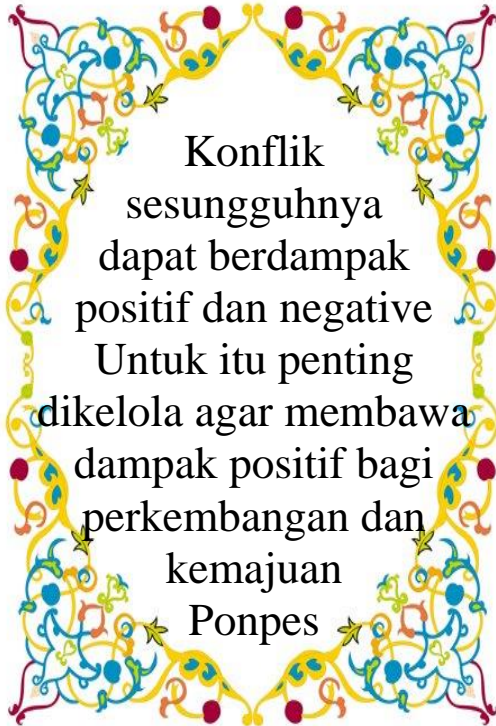 Konflik
sesungguhnya
dapat berdampak
positif dan negative
Untuk itu penting
dikelola agar membawa
dampak positif bagi
perkembangan dan
kemajuan
Ponpes